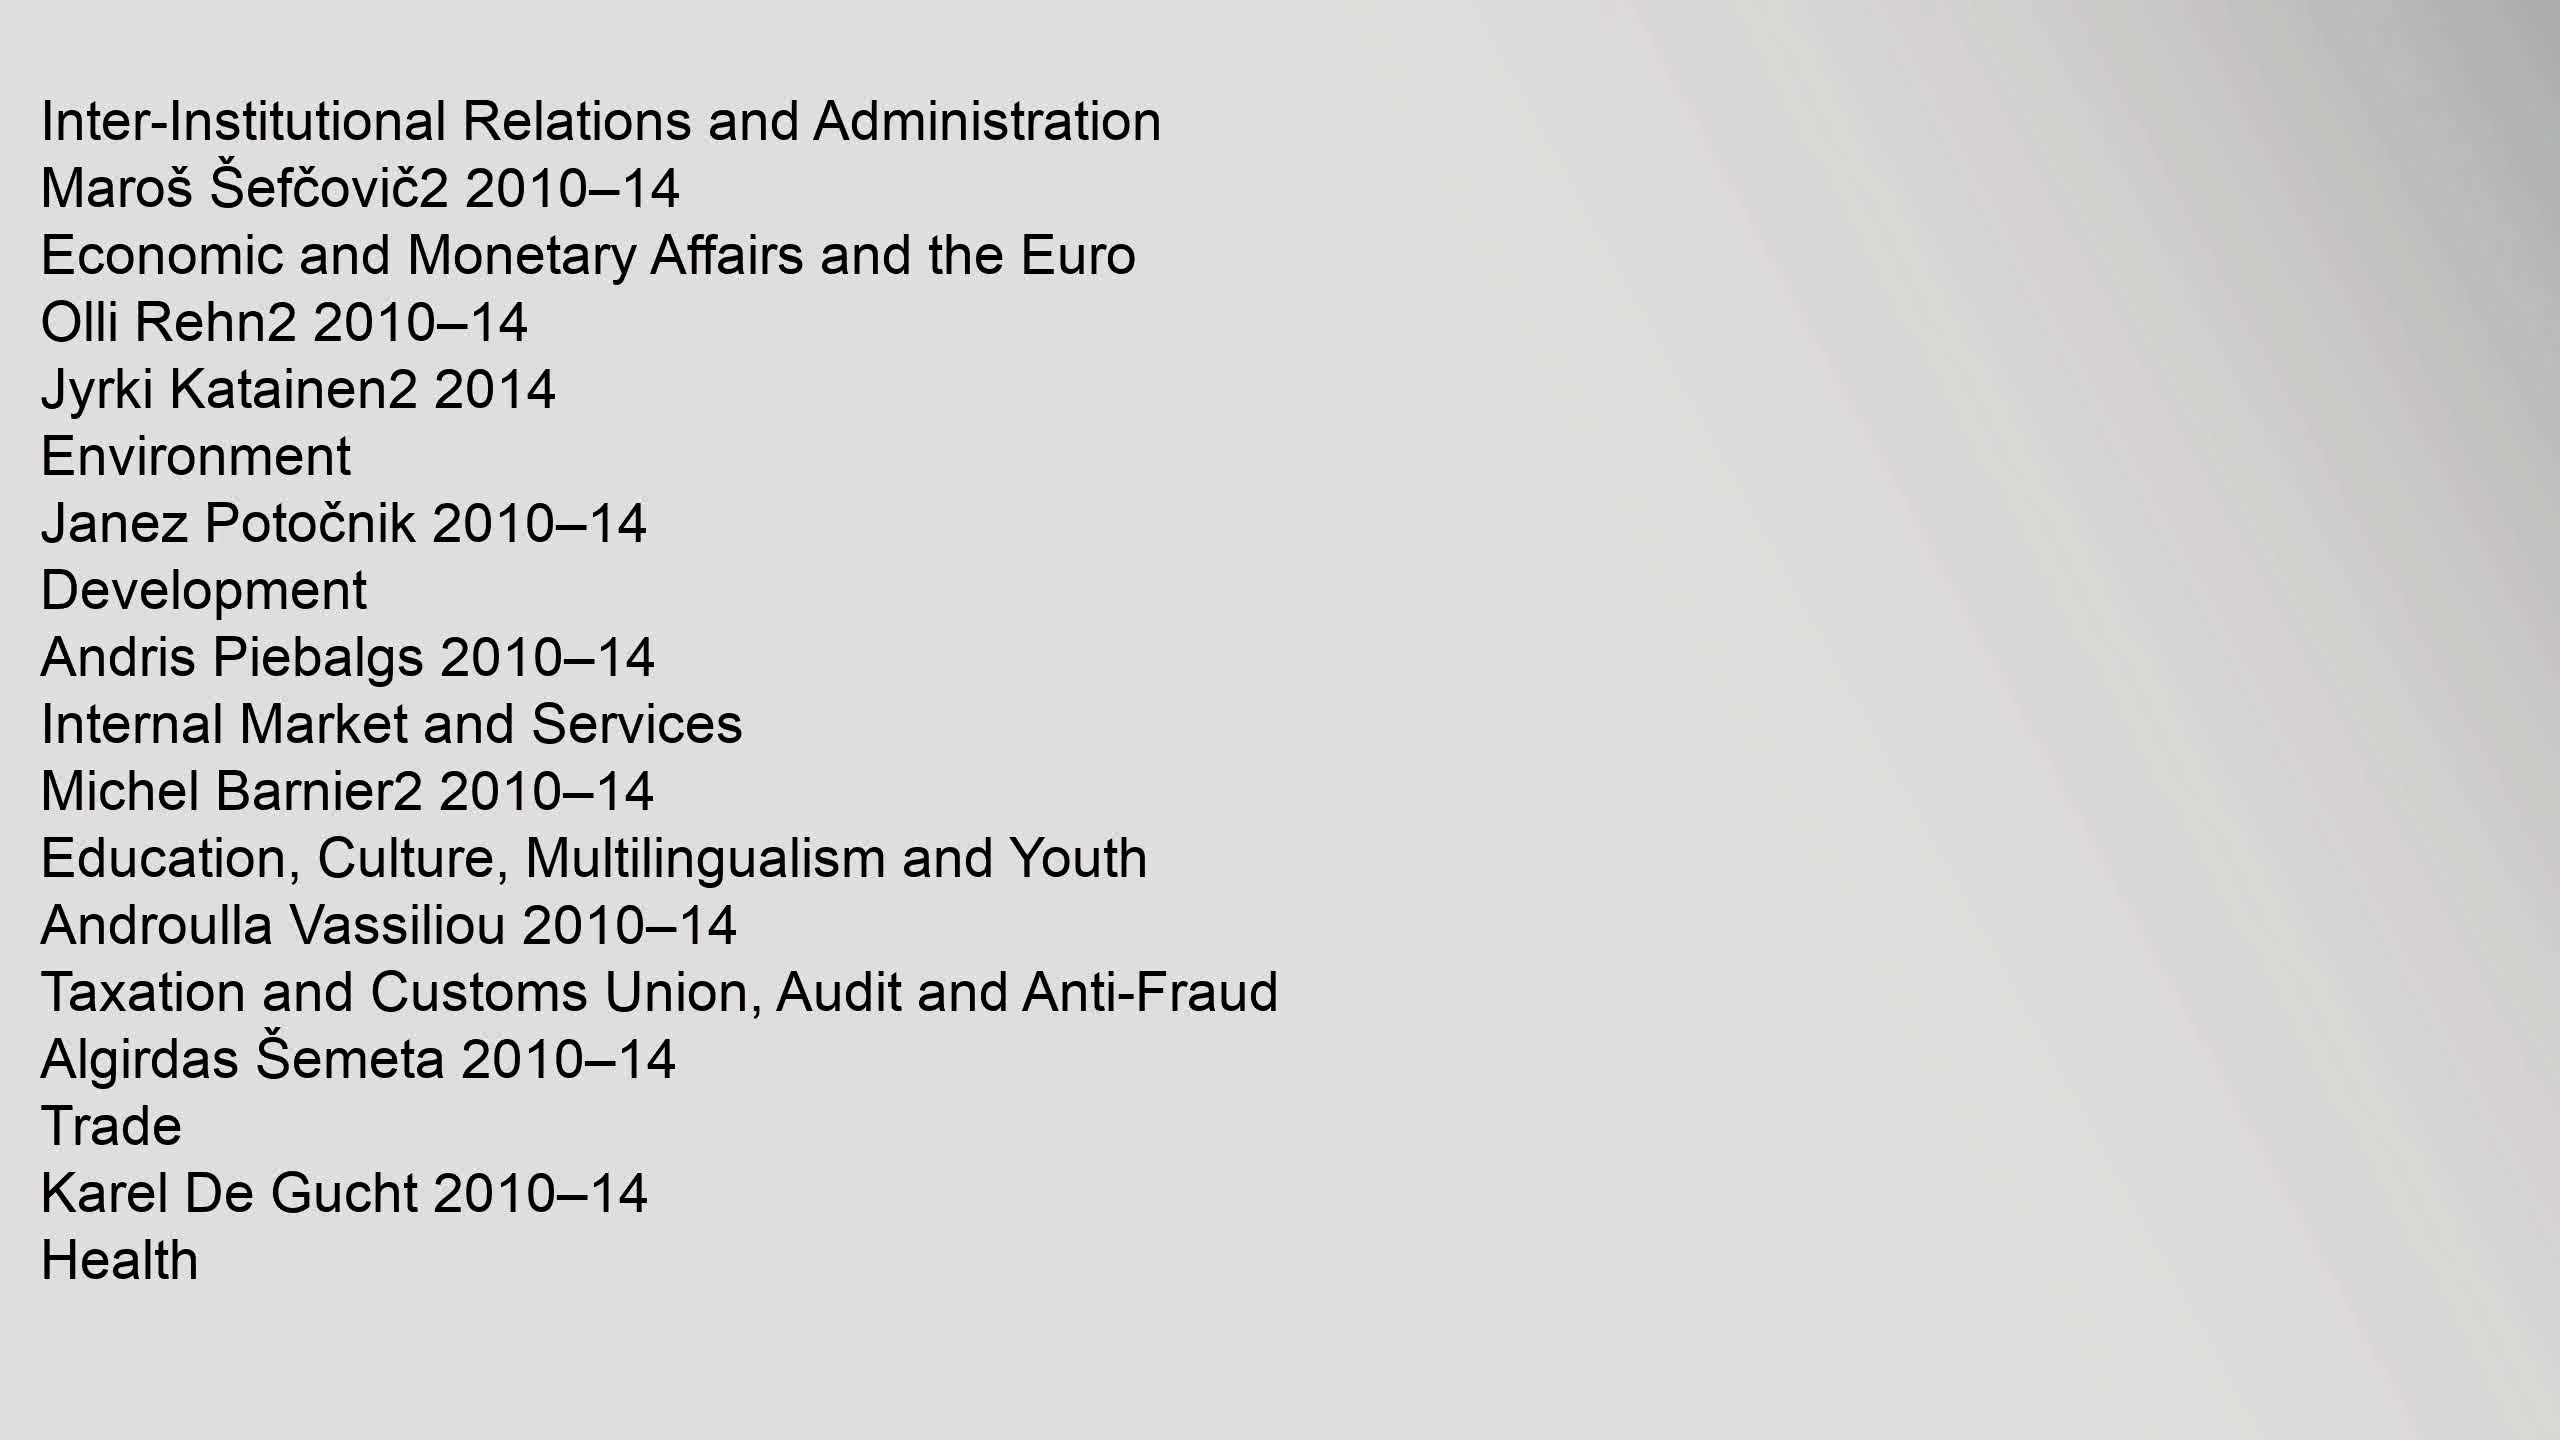 Inter-Institutional Relations and Administration
Maroš Šefčovič2 2010–14
Economic and Monetary Affairs and the Euro
Olli Rehn2 2010–14
Jyrki Katainen2 2014
Environment
Janez Potočnik 2010–14
Development
Andris Piebalgs 2010–14
Internal Market and Services
Michel Barnier2 2010–14
Education, Culture, Multilingualism and Youth
Androulla Vassiliou 2010–14
Taxation and Customs Union, Audit and Anti-Fraud
Algirdas Šemeta 2010–14
Trade
Karel De Gucht 2010–14
Health